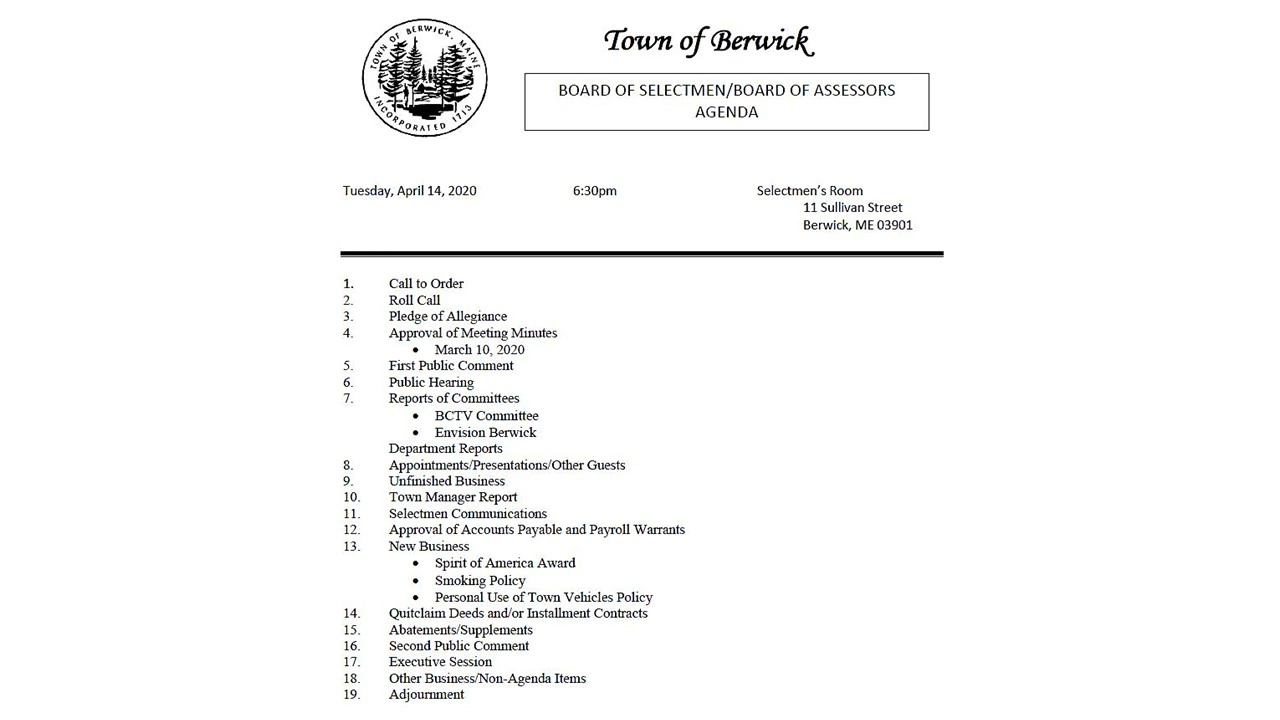 TOWN OF BERWICK, MAINE
INCORPORATED 1713
Town of Berwick
BOARD OF SELECTMEN/BOARD OF ASSESSORS
AGENDA
Tuesday, April 14, 2020 6:30pm Selectmen's Room
11 Sullivan Street
Berwick, ME 03901
1. Call to Order
2. Roll Call
3. Pledge of Allegiance
4. Approval of Meeting Minutes
• March 10, 2020
5. First Public Comment
6. Public Hearing
7. Reports of Committees
• BCTV Committee
• Envision Berwick
Department Reports
8. Appointments/Presentations/Other Guests
9. Unfinished Business
10. Town Manager Report
11. Selectmen Communications
12. Approval of Accounts Payable and Payroll Warrants
13. New Business
• Spirit of America Award
• Smoking Policy
• Personal Use of Town Vehicles Policy
14. Quitclaim Deeds and/or Installment Contracts
15. Abatements/Supplements
16. Second Public Comment
17. Executive Session
18. Other Business/Non-Agenda Items
19. Adjournment